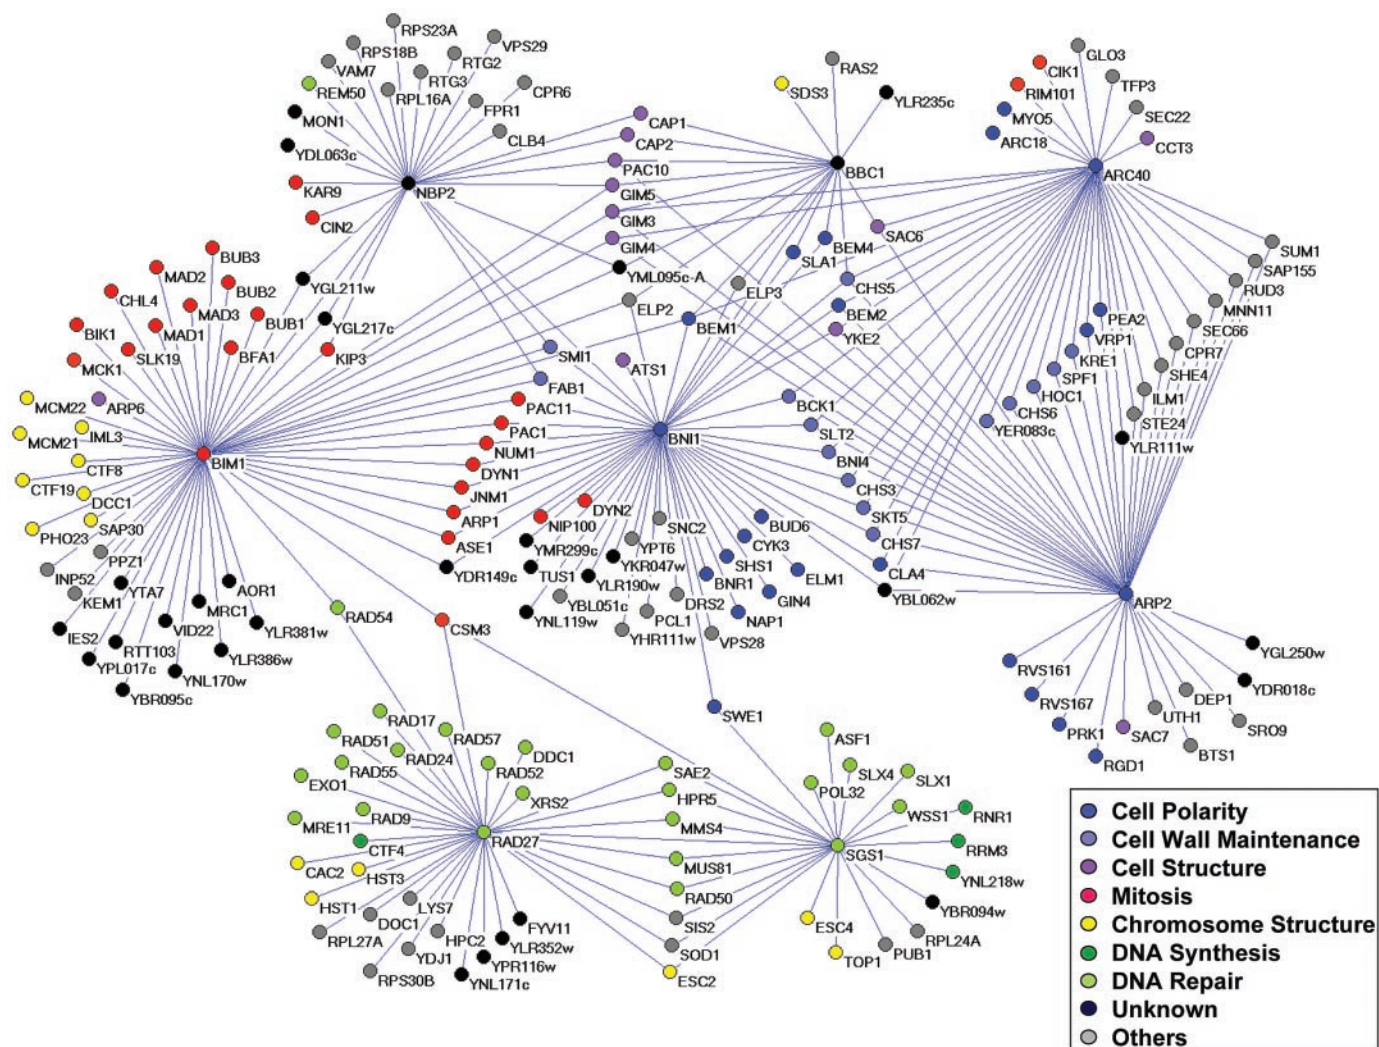 RPS23A
RPS18B
VPS29
RTG2
VAM7
RTG3
REM50
RPL16A
CPR6
FPR1
MON1
CLB4
YDL063c
KAR9
NBP2
CIN2
CAP1
CAP2
PAC10
GIM5
GIM3
GIM4
RAS2
SDS3
YLR235c
BBC1
GLO3
CIK1
RIM101
TFP3
MYO5
SEC22
ARC18
CCT3
ARC40
SAC6
BEM4
SLA1
YML095c-A
ELP3
CHS5
ELP2
BEM1
BEM2
YKE2
SUM1
SAP155
RUD3
MNN11
PEA2
SEC66
VRP1
CPR7
KRE1
SHE4
SPF1
HOC1
ILM1
CHS6
STE24
YER083c
YLR111w
BUB3
MAD2
BUB2
YGL211w
CHL4
MAD3
BUB1
YGL217c
BIK1
MAD1
SLK19
BFA1
KIP3
MCK1
SMI1
ATS1
FAB1
MCM22
ARP6
PAC11
BCK1
MCM21
IML3
PAC1
BNI1
SLT2
BIM1
NUM1
BNI4
CTF8
DYN1
CTF19
DCC1
JNM1
CHS3
ARP1
DYN2
SKT5
PHO23
SAP30
NIP100
SNC2
BUD6
CHS7
PPZ1
ASE1
YMR299c
YPT6
CYK3
INP52
YDR149c
TUS1
YKR047w
SHS1
CLA4
KEM1
YTA7
AOR1
YLR190w
BNR1
ELM1
YBL062w
ARP2
MRC1
YBL051c
DRS2
GIN4
IES2
VID22
YLR381w
RAD54
CSM3
YNL119w
PCL1
NAP1
RTT103
YHR111w
VPS28
YPL017c
YLR386w
YNL170w
YBR095c
YGL250w
RVS161
YDR018c
RVS167
DEP1
UTH1
PRK1
SAC7
SRO9
RGD1
BTS1
SWE1
RAD17
RAD51
RAD57
RAD24
DDC1
RAD55
RAD52
EXO1
XRS2
RAD9
MRE11
RAD27
CTF4
CAC2
HST3
HST1
LYS7
DOC1
FYV11
RPL27A
HPC2
YLR352w
YDJ1
YPR116w
RPS30B
YNL171c
SAE2
HPR5
MMS4
MUS81
RAD50
SIS2
SOD1
ESC2
ASF1
SLX4
SLX1
POL32
WSS1
RNR1
SGS1
RRM3
YNL218w
YBR094w
ESC4
RPL24A
TOP1
PUB1
Cell Polarity
Cell Wall Maintenance
Cell Structure
Mitosis
Chromosome Structure
DNA Synthesis
DNA Repair
Unknown
Others